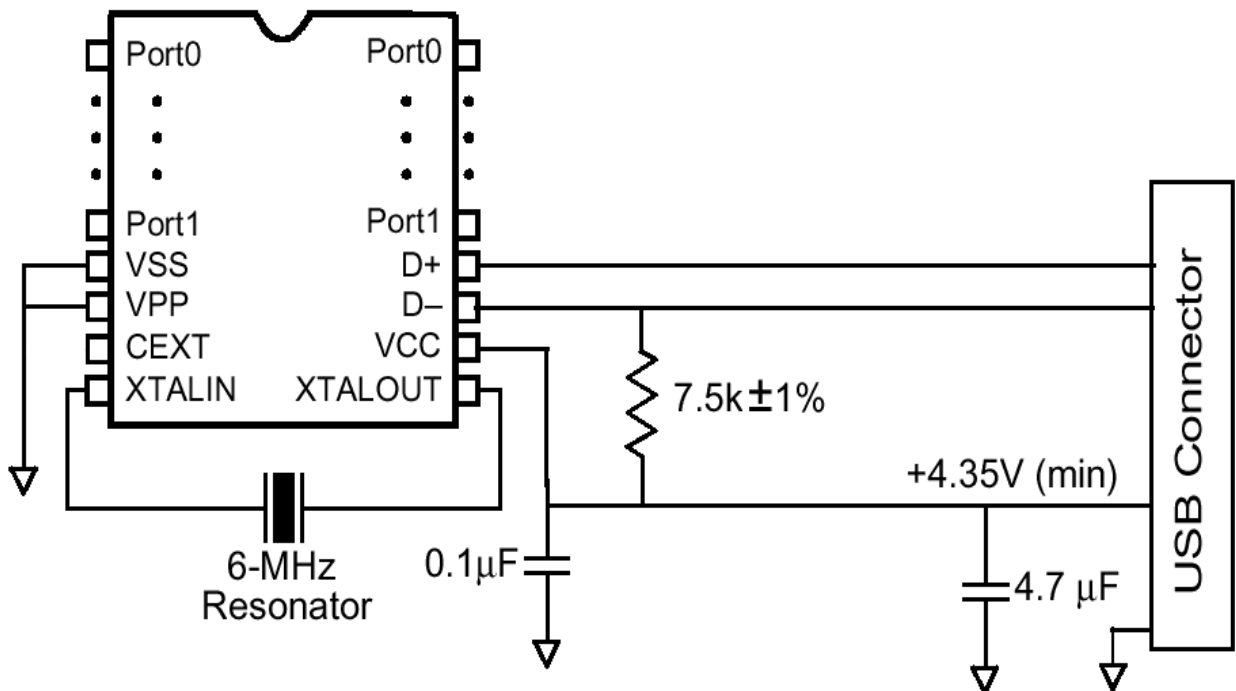 Port0
Port0
Port1
Port1
VSS
D+
VPP
D–
CEXT
VCC
XTALIN
XTALOUT
7.5k±1%
+4.35V (min)
6-MHz
Resonator
0.1µF
4.7 µF
USB Connector